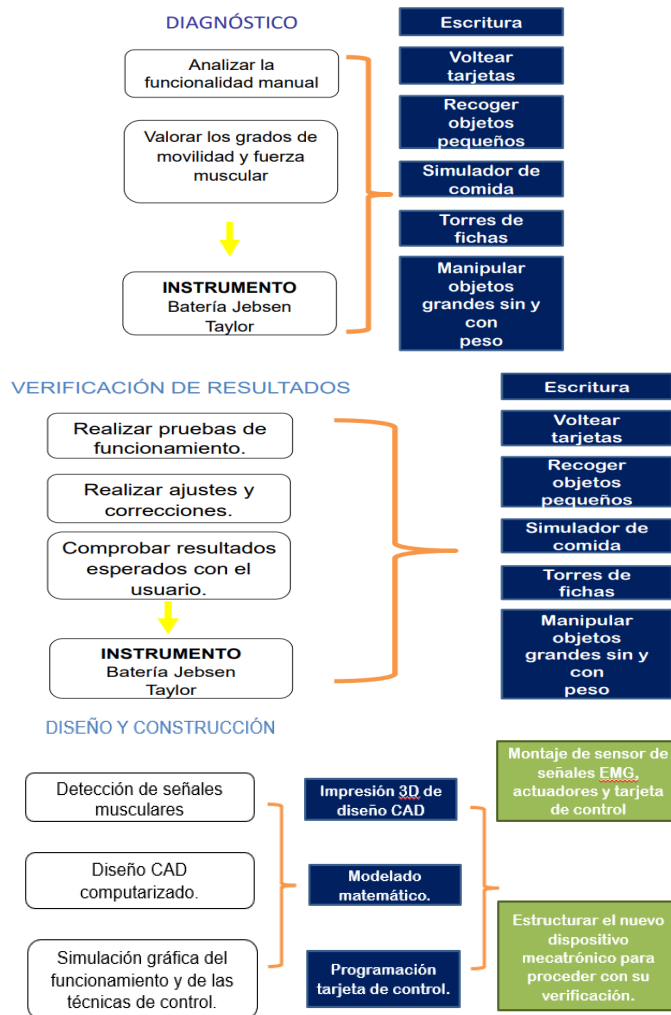 DIAGNÓSTICO
Analizar la
funcionalidad manual
Valorar los grados de
movilidad y fuerza
muscular
INSTRUMENTO
Batería Jebsen
Taylor
Escritura
Voltear
tarjetas
Recoger
objetos
pequeños
Simulador de
comida
Torres de
fichas
Manipular
objetos
grandes sin y
con
peso
VERIFICACIÓN DE RESULTADOS
Realizar pruebas de
funcionamiento.
Realizar ajustes y
correcciones.
Comprobar resultados
esperados con el
usuario.
INSTRUMENTO
Batería Jebsen
Taylor
Escritura
Voltear
tarjetas
Recoger
objetos
pequeños
Simulador de
comida
Torres de
fichas
Manipular
objetos
grandes sin y
con
peso
DISEÑO Y CONSTRUCCIÓN
Detección de señales
musculares
Diseño CAD
computarizado.
Simulación gráfica del
funcionamiento y de las
técnicas de control.
Impresión 3D de
diseño CAD
Modelado
matemático.
Programación
tarjeta de control.
Montaje de sensor de
señales EMG,
actuadores y tarjeta
de control
Estructurar el nuevo
dispositivo
mecatrónico para
proceder con su
verificación.